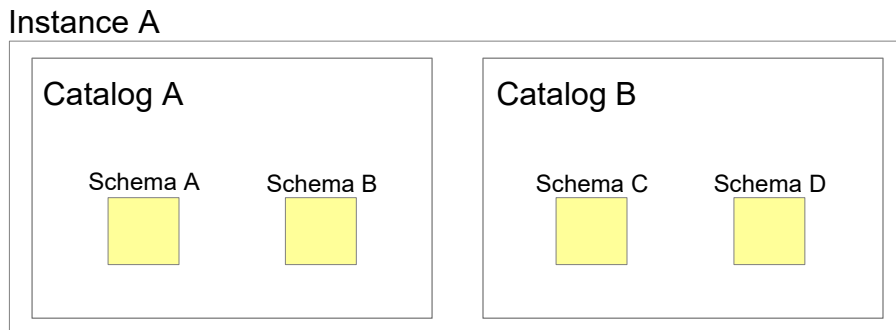 Instance A
Catalog A
Catalog B
Schema A
Schema B
Schema C
Schema D